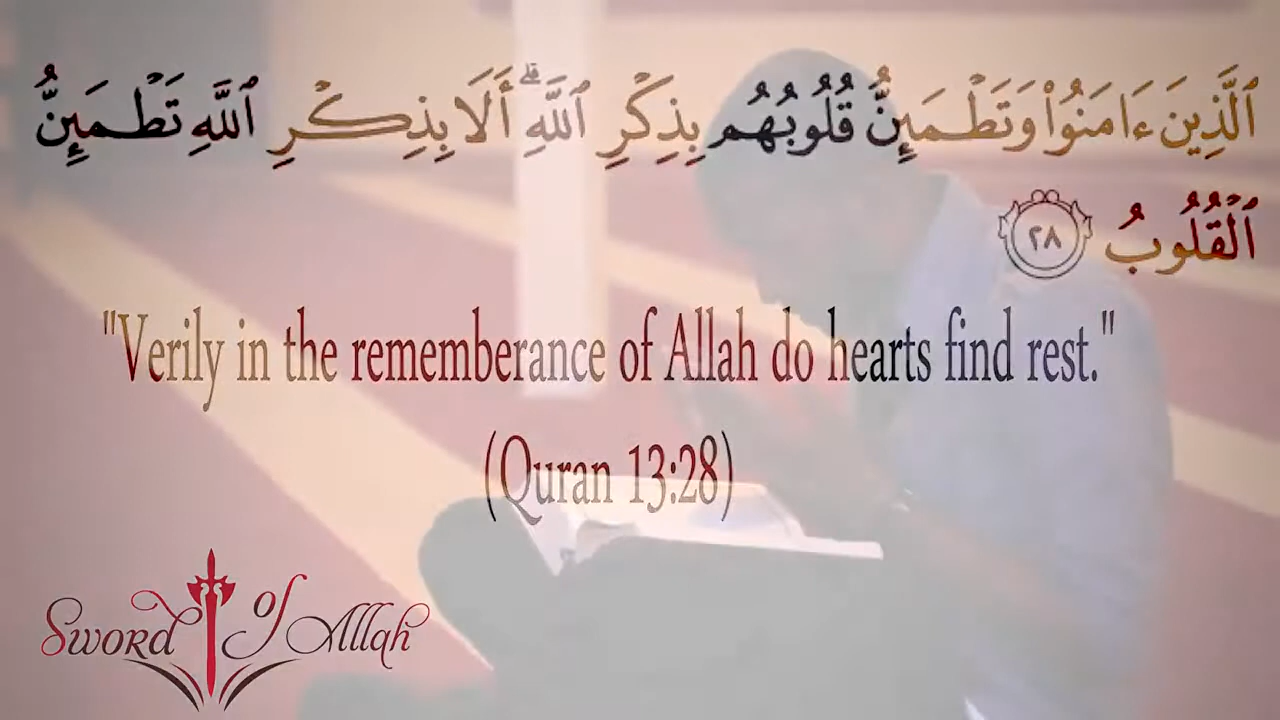 ٱلَّذِينَ ءَامَنُوا۟ وَتَطْمَئِنُّ قُلُوبُهُم بِذِكْرِ ٱللَّهِ ۗ أَلَا بِذِكْرِ ٱللَّهِ تَطْمَئِنُّ
ٱلْقُلُوبُ ٢٨
"Verily in the remememberance of Allah do hearts find rest."
(Quran 13:28)
Sword of Allah